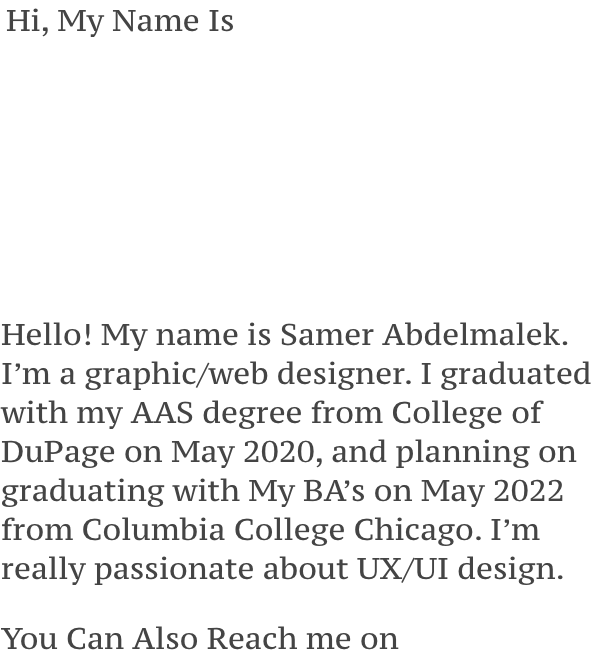 Hi, My Name Is
Hello! My name is Samer Abdelmalek.
I’m a graphic/web designer. I graduated
with my AAS degree from College of
DuPage on May 2020, and planning on
graduating with My BA’s on May 2022
from Columbia College Chicago. I’m
really passionate about UX/UI design.
You Can Also Reach me on